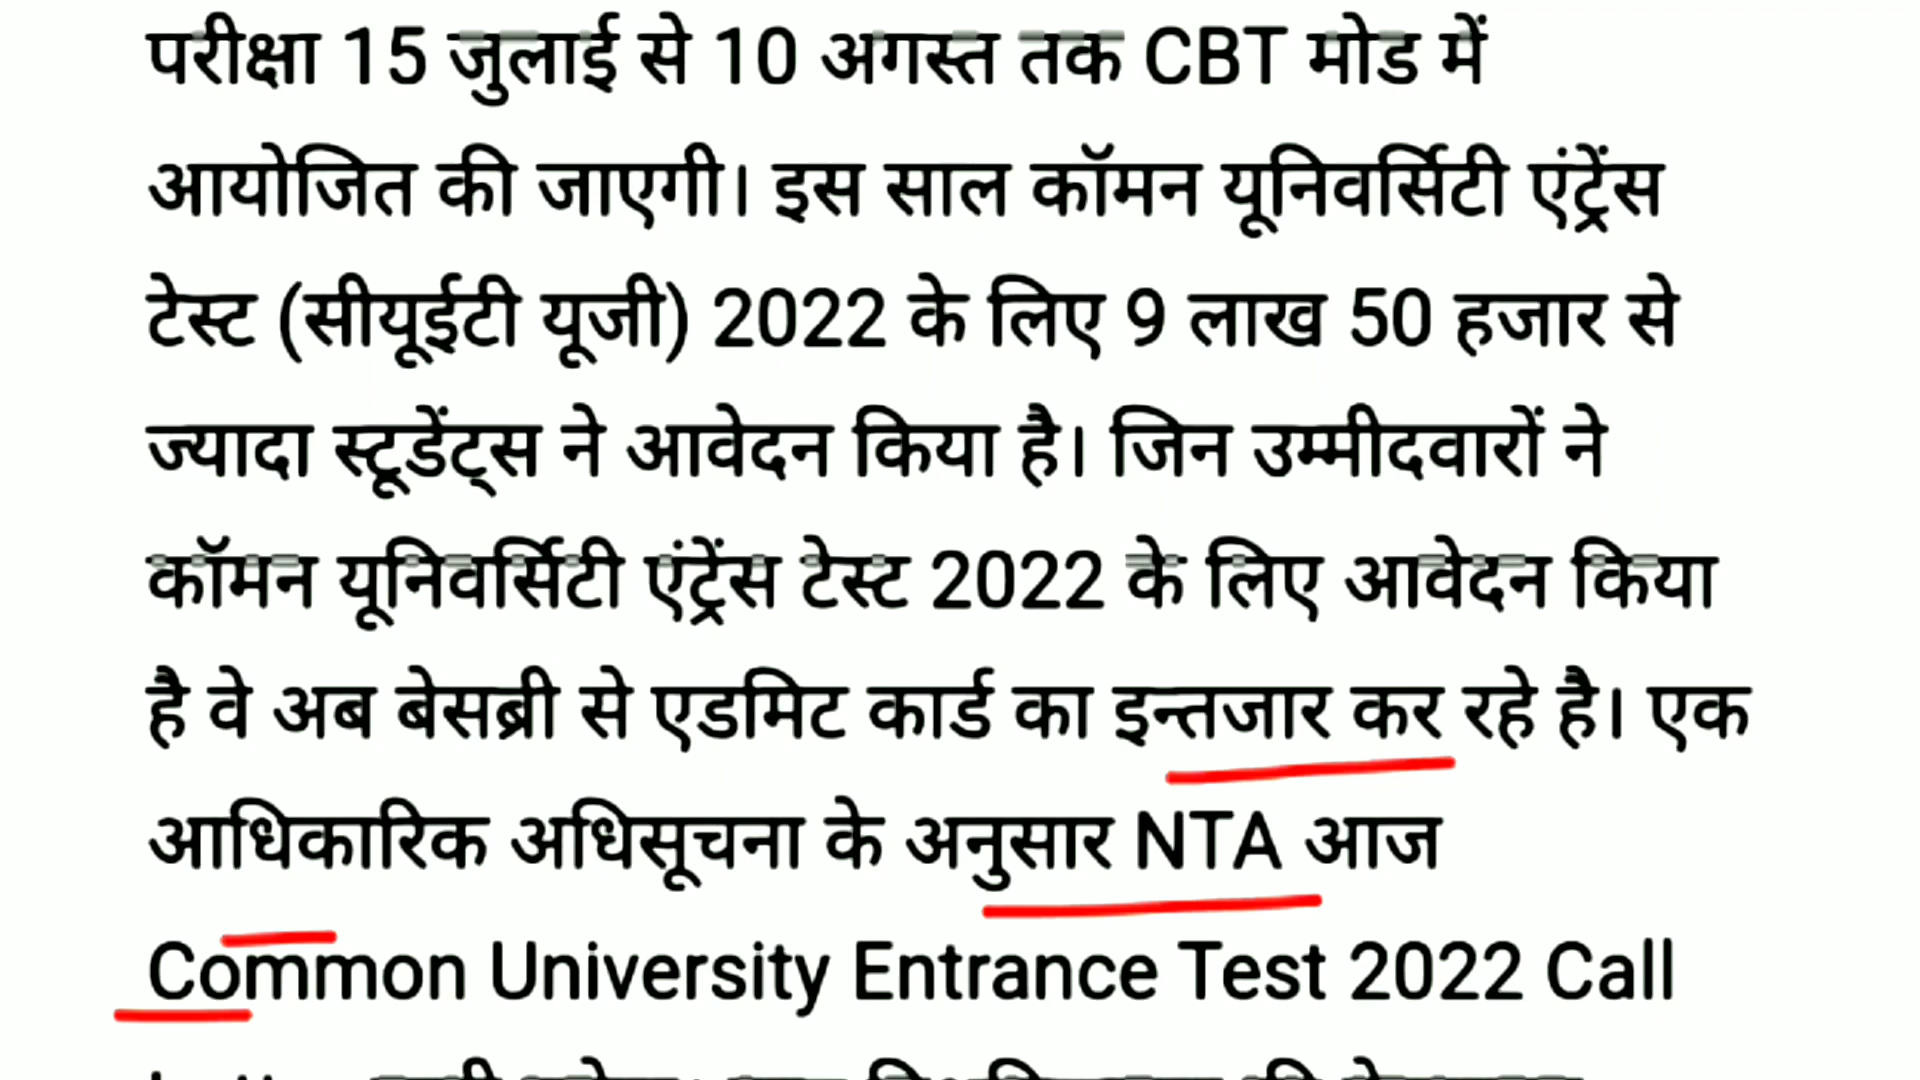 परीक्षा 15 जुलाई से 10 अगस्त तक CBT मोड में
आयोजित की जाएगी। इस साल कॉमन यूनिवर्सिटी एंट्रेंस
टेस्ट (सीयूईटी यूजी) 2022 के लिए 9 लाख 50 हजार से
ज्यादा स्टूडेंट्स ने आवेदन किया है। जिन उम्मीदवारों ने
कॉमन यूनिवर्सिटी एंट्रेंस टेस्ट 2022 के लिए आवेदन किया
है वे अब बेसब्री से एडमिट कार्ड का इन्तजार कर रहे है। एक
आधिकारिक अधिसूचना के अनुसार NTA आज
Common University Entrance Test 2022 Call